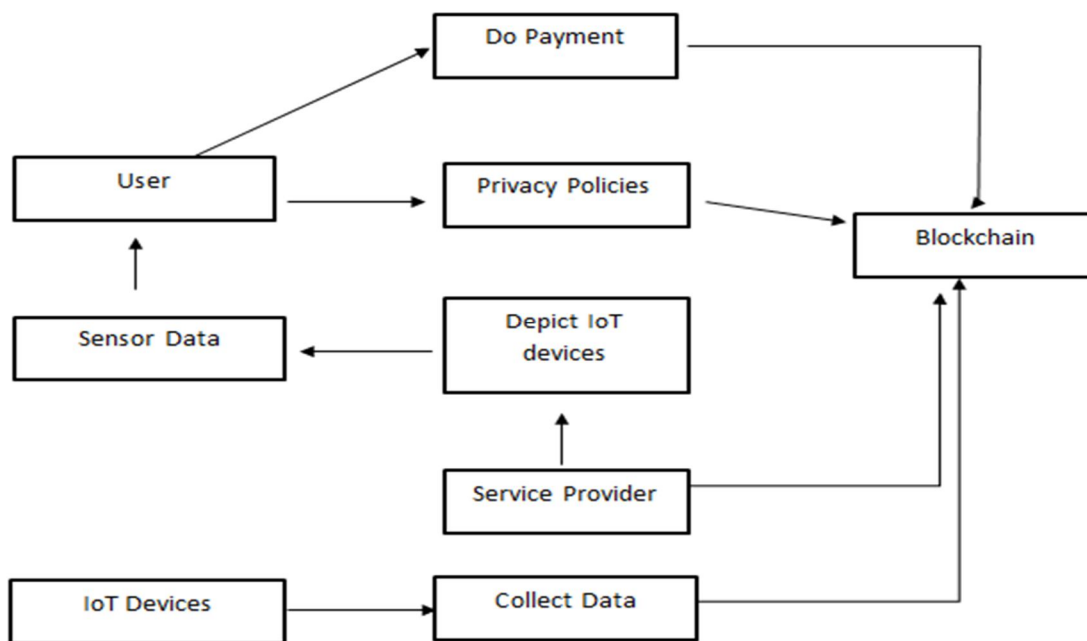 Do Payment
User
Privacy Policies
Blockchain
Sensor Data
Depict IoT
devices
Service Provider
IoT Devices
Collect Data